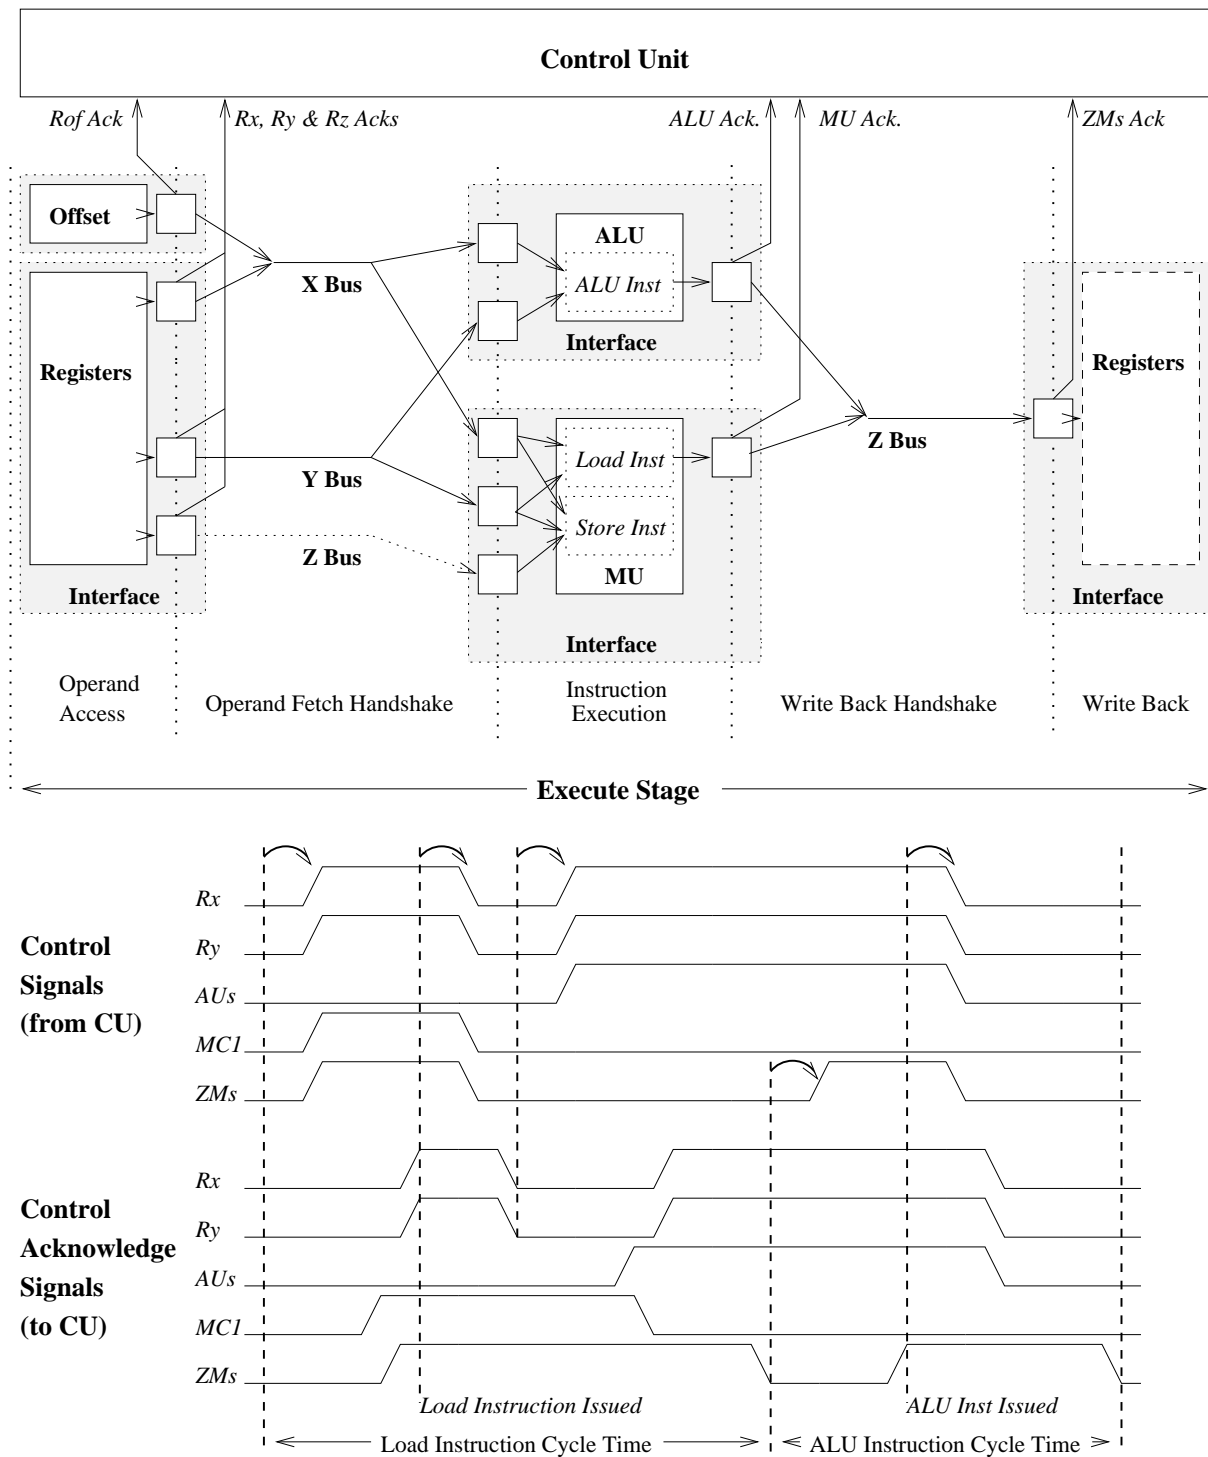 Control Unit
Rof Ack
Rx, Ry & Rz Acks
ALU Ack.
MU Ack.
ZMs Ack
Offset
ALU
X Bus
ALU Inst
Interface
Registers
Registers
Z Bus
Load Inst
Y Bus
Store Inst
Z Bus
MU
Interface
Interface
Interface
Operand
Access
Operand Fetch Handshake
Instruction
Execution
Write Back Handshake
Write Back
Execute Stage
Control
Signals
(from CU)
Rx
Ry
AUs
MC1
ZMs
Control
Acknowledge
Signals
(to CU)
Rx
Ry
AUs
MC1
ZMs
Load Instruction Issued
ALU Inst Issued
Load Instruction Cycle Time
ALU Instruction Cycle Time